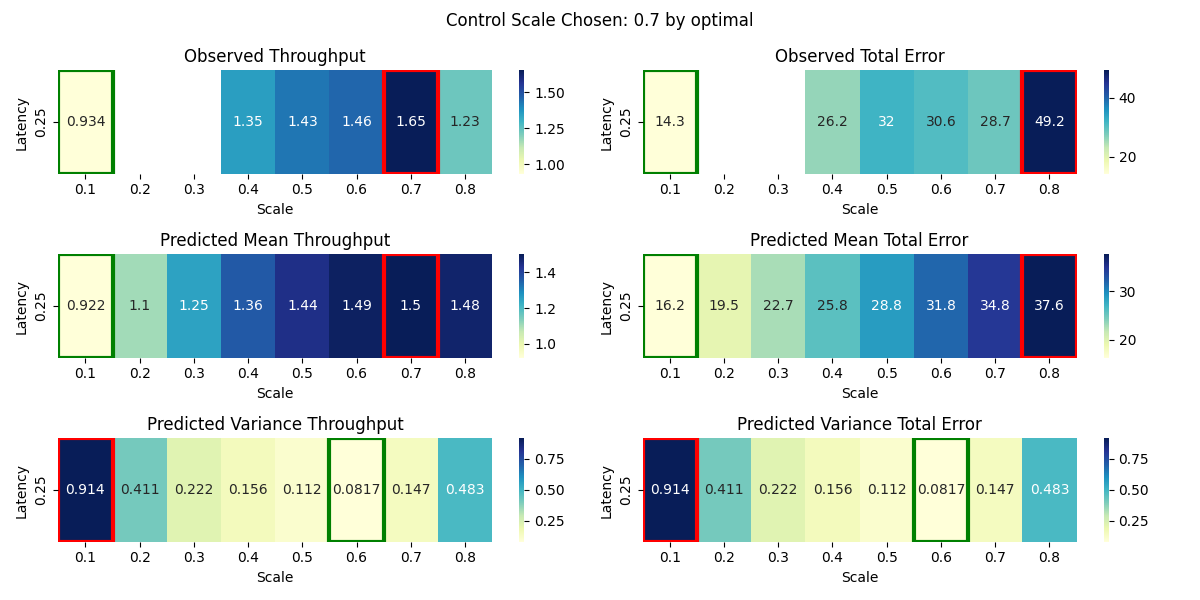 Control Scale Chosen: 0.7 by optimal
Observed Throughput
Latency
0.25
0.934 1.35 1.43 1.46 1.65 1.23
0.1 0.2 0.3 0.4 0.5 0.6 0.7 0.8
Scale
1.50
1.25
1.00
Observed Total Error
Latency
0.25
14.3 26.2 32 30.6 28.7 49.2
0.1 0.2 0.3 0.4 0.5 0.6 0.7 0.8
Scale
40
20
Predicted Mean Throughput
Latency
0.25
0.922 1.1 1.25 1.36 1.44 1.49 1.5 1.48
0.1 0.2 0.3 0.4 0.5 0.6 0.7 0.8
Scale
1.4
1.2
1.0
Predicted Mean Total Error
Latency
0.25
16.2 19.5 22.7 25.8 28.8 31.8 34.8 37.6
0.1 0.2 0.3 0.4 0.5 0.6 0.7 0.8
Scale
30
20
Predicted Variance Throughput
Latency
0.25
0.914 0.411 0.222 0.156 0.112 0.0817 0.147 0.483
0.1 0.2 0.3 0.4 0.5 0.6 0.7 0.8
Scale
0.75
0.50
0.25
Predicted Variance Total Error
Latency
0.25
0.914 0.411 0.222 0.156 0.112 0.0817 0.147 0.483
0.1 0.2 0.3 0.4 0.5 0.6 0.7 0.8
Scale
0.75
0.50
0.25